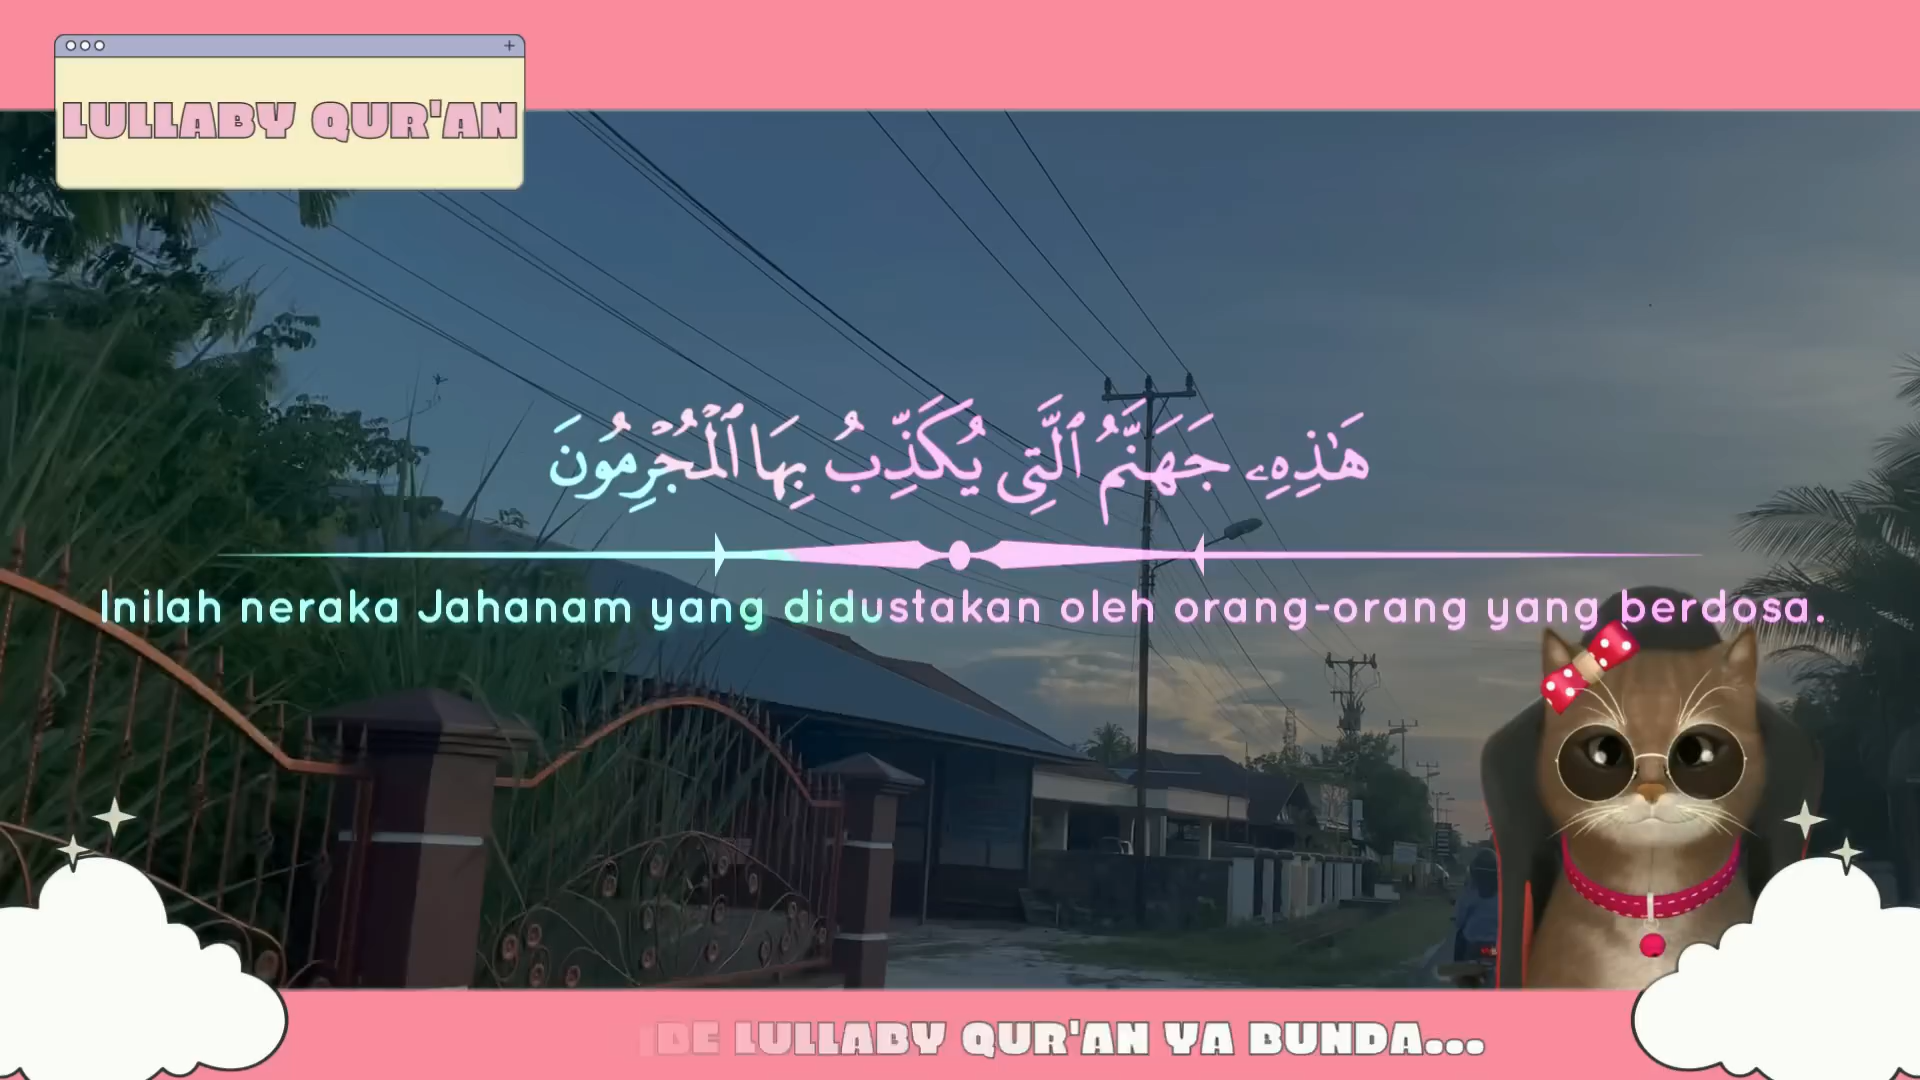 LULLABY QUR'AN
هَٰذِهِۦ جَهَنَّمُ ٱلَّتِى يُكَذِّبُ بِهَا ٱلْمُجْرِمُونَ
Inilah neraka Jahanam yang didustakan oleh orang-orang yang berdosa.
DE LULLABY QUR'AN YA BUNDA...